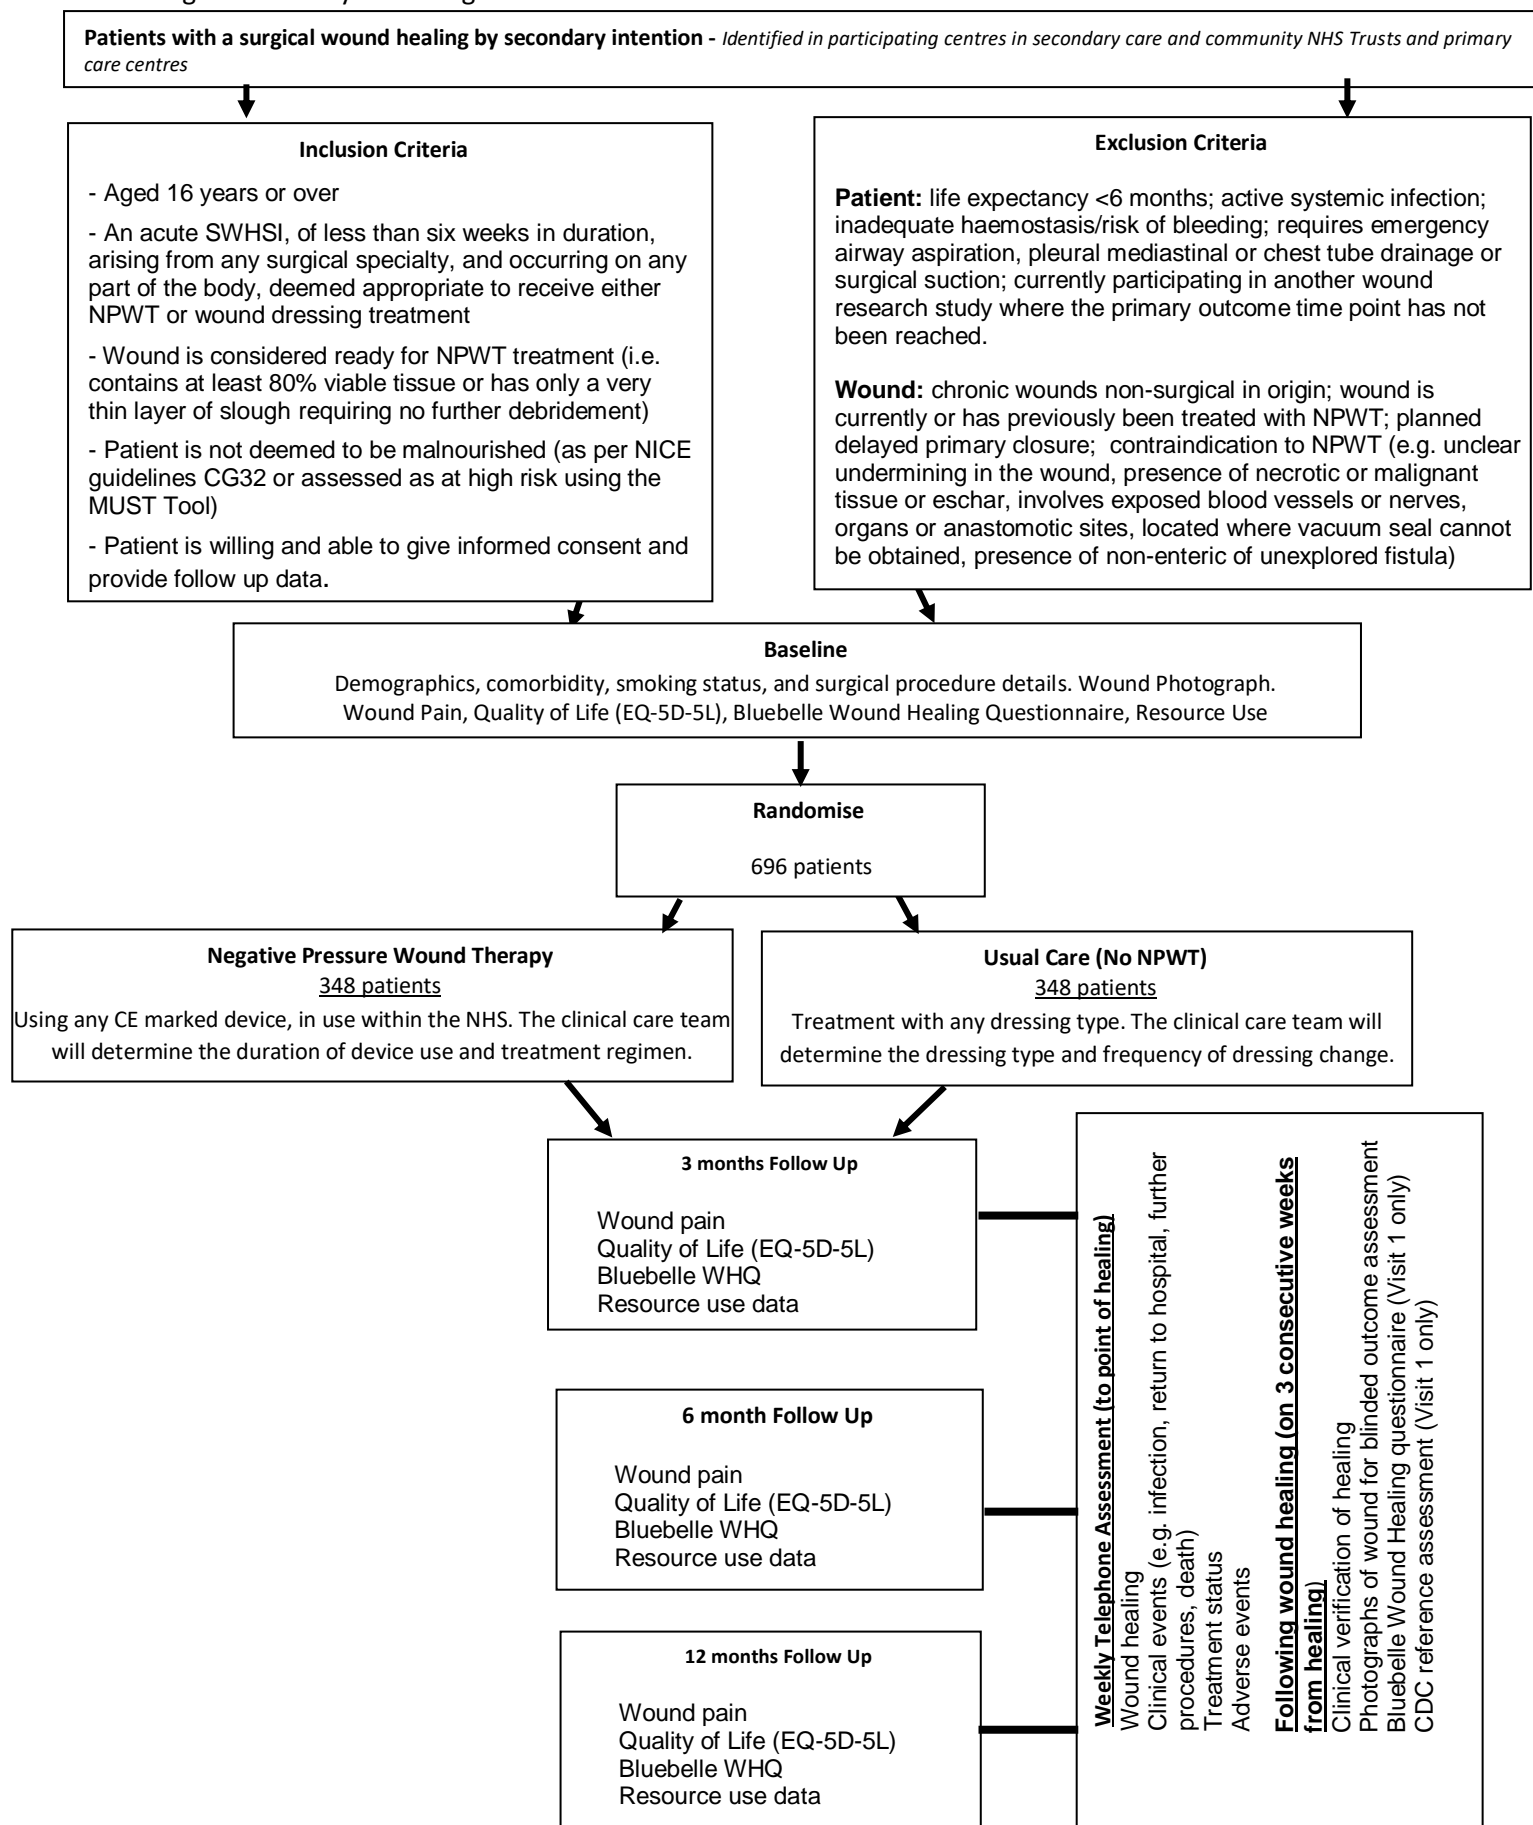 Patients with a surgical wound healing by secondary intention - Identified in participating centres in secondary care and community NHS Trusts and primary
care centres
Inclusion Criteria
- Aged 16 years or over
- An acute SWHSI, of less than six weeks in duration,
arising from any surgical specialty, and occurring on any
part of the body, deemed appropriate to receive either
NPWT or wound dressing treatment
- Wound is considered ready for NPWT treatment (i.e.
contains at least 80% viable tissue or has only a very
thin layer of slough requiring no further debridement)
- Patient is not deemed to be malnourished (as per NICE
guidelines CG32 or assessed as at high risk using the
MUST Tool)
- Patient is willing and able to give informed consent and
provide follow up data.
Exclusion Criteria
Patient: life expectancy <6 months; active systemic infection;
inadequate haemostasis/risk of bleeding; requires emergency
airway aspiration, pleural mediastinal or chest tube drainage or
surgical suction; currently participating in another wound
research study where the primary outcome time point has not
been reached.
Wound: chronic wounds non-surgical in origin; wound is
currently or has previously been treated with NPWT; planned
delayed primary closure; contraindication to NPWT (e.g. unclear
undermining in the wound, presence of necrotic or malignant
tissue or eschar, involves exposed blood vessels or nerves,
organs or anastomotic sites, located where vacuum seal cannot
be obtained, presence of non-enteric of unexplored fistula)
Baseline
Demographics, comorbidity, smoking status, and surgical procedure details. Wound Photograph.
Wound Pain, Quality of Life (EQ-5D-5L), Bluebelle Wound Healing Questionnaire, Resource Use
Randomise
696 patients
Negative Pressure Wound Therapy
348 patients
Using any CE marked device, in use within the NHS. The clinical care team
will determine the duration of device use and treatment regimen.
Usual Care (No NPWT)
348 patients
Treatment with any dressing type. The clinical care team will
determine the dressing type and frequency of dressing change.
3 months Follow Up
Wound pain
Quality of Life (EQ-5D-5L)
Bluebelle WHQ
Resource use data
6 month Follow Up
Wound pain
Quality of Life (EQ-5D-5L)
Bluebelle WHQ
Resource use data
12 months Follow Up
Wound pain
Quality of Life (EQ-5D-5L)
Bluebelle WHQ
Resource use data
Weekly Telephone Assessment (to point of healing)
Wound healing
Clinical events (e.g. infection, return to hospital, further
procedures, death)
Treatment status
Adverse events
Following wound healing (on 3 consecutive weeks
from healing)
Clinical verification of healing
Photographs of wound for blinded outcome assessment
Bluebelle Wound Healing questionnaire (Visit 1 only)
CDC reference assessment (Visit 1 only)